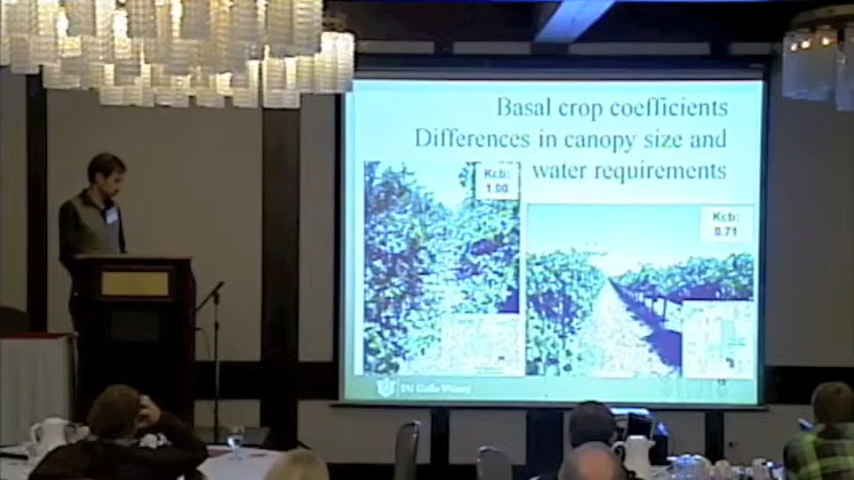 Basal crop coefficients
Differences in canopy size and
water requirements
Kcb:
1.00
Kcb:
0.71
E&J Gallo Winery